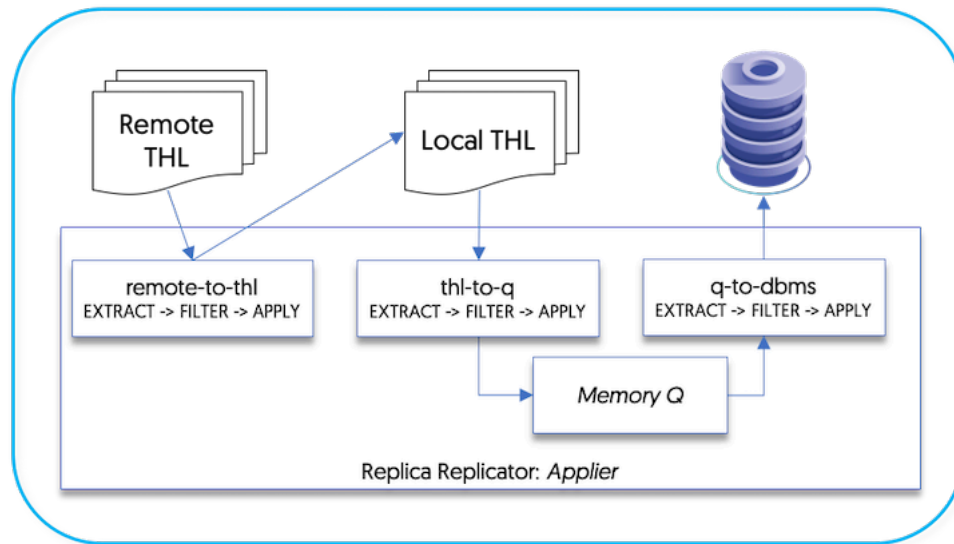 Remote
THL
Local THL
remote-to-thl
EXTRACT -> FILTER -> APPLY
thl-to-q
EXTRACT -> FILTER -> APPLY
q-to-dbms
EXTRACT -> FILTER -> APPLY
Memory Q
Replica Replicator: Applier